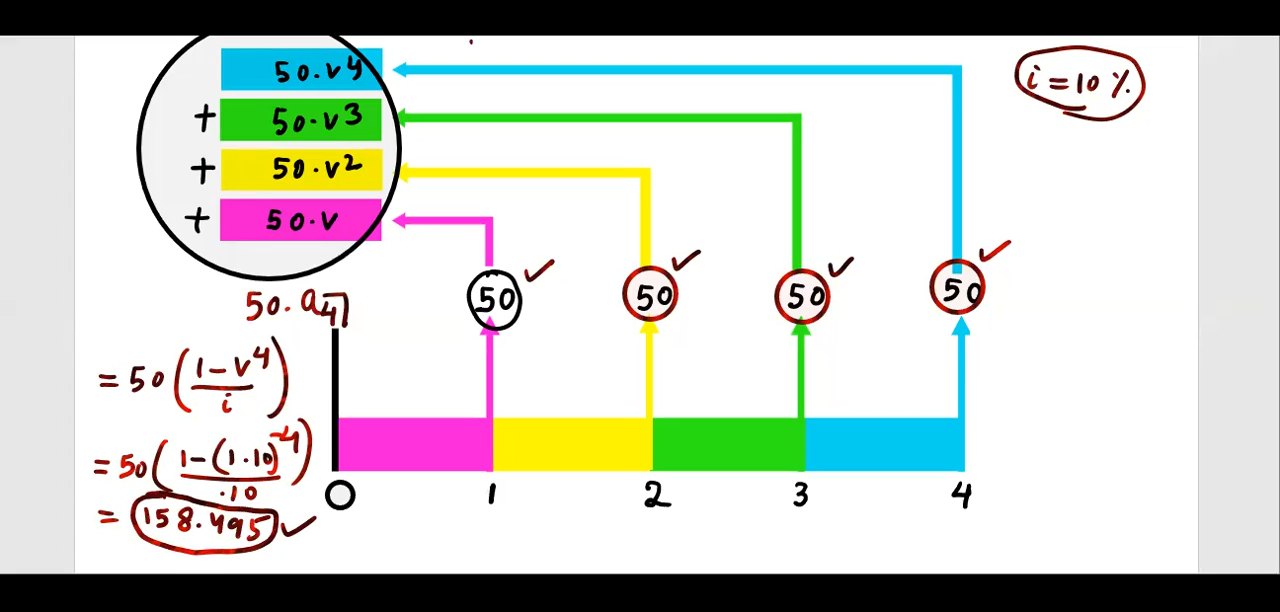 50.v4
i = 10 %
+ 50.v3
+ 50.v2
+ 50.v
50 50 50 50
50.a4
= 50 (1-v4/i)
= 50 (1-(1.10)-4/.10)
= 158.495
0 1 2 3 4